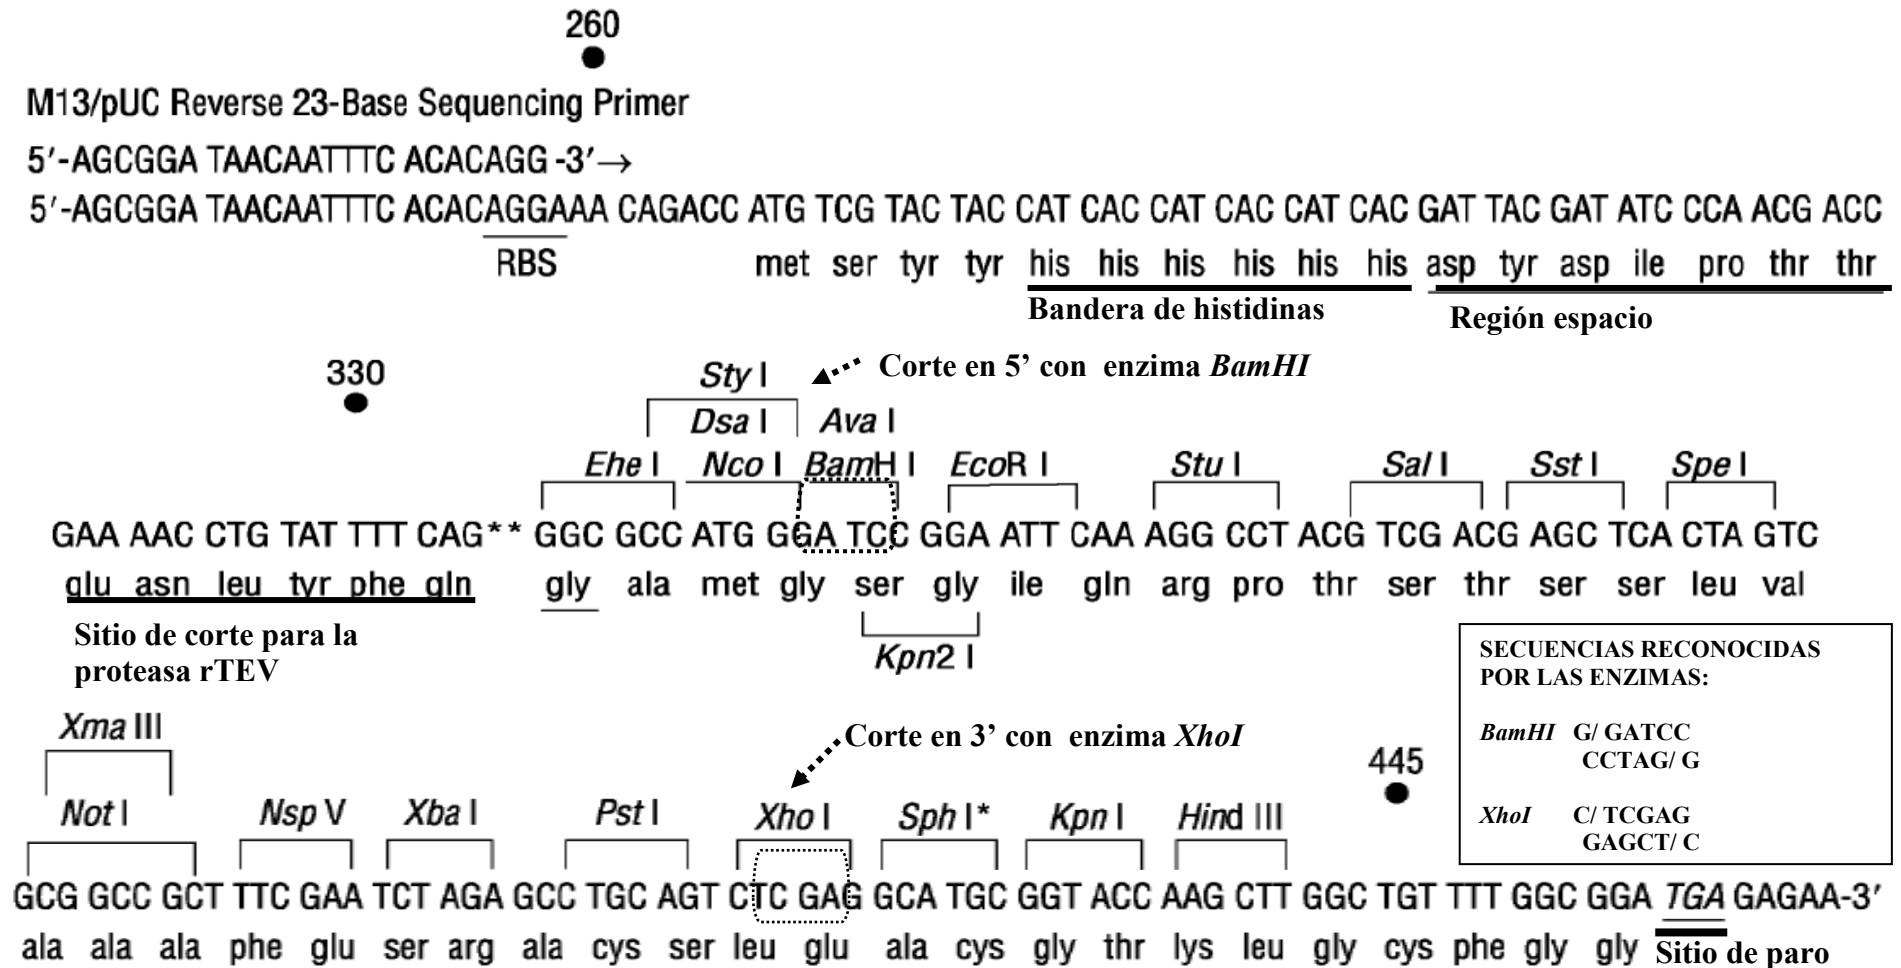 260
M13/pUC Reverse 23-Base Sequencing Primer
5′-AGCGGA TAACAATTTC ACACAGG -3′→
5′-AGCGGA TAACAATTTC ACACAGGAAA CAGACC ATG TCG TAC TAC CAT CAC CAT CAC CAT CAC GAT TAC GAT ATC CCA ACG ACC
RBS met ser tyr tyr his his his his his his asp tyr asp ile pro thr thr
Bandera de histidinas Región espacio
330 Sty I Corte en 5’ con enzima BamHI
Dsa I Ava I
Ehe I Nco I BamH I EcoR I Stu I Sal I Sst I Spe I
GAA AAC CTG TAT TTT CAG** GGC GCC ATG GGA TCC GGA ATT CAA AGG CCT ACG TCG ACG AGC TCA CTA GTC
glu asn leu tyr phe gln gly ala met gly ser gly ile gln arg pro thr ser thr ser ser leu val
Kpn2 I
Sitio de corte para la
proteasa rTEV
SECUENCIAS RECONOCIDAS
POR LAS ENZIMAS:
BamHI G/ GATCC
CCTAG/ G
XhoI C/ TCGAG
GAGCT/ C
Xma III Corte en 3’ con enzima XhoI
445
Not I Nsp V Xba I Pst I Xho I Sph I* Kpn I Hind III
GCG GCC GCT TTC GAA TCT AGA GCC TGC AGT CTC GAG GCA TGC GGT ACC AAG CTT GGC TGT TTT GGC GGA TGA GAGAA-3′
ala ala ala phe glu ser arg ala cys ser leu glu ala cys gly thr lys leu gly cys phe gly gly Sitio de paro